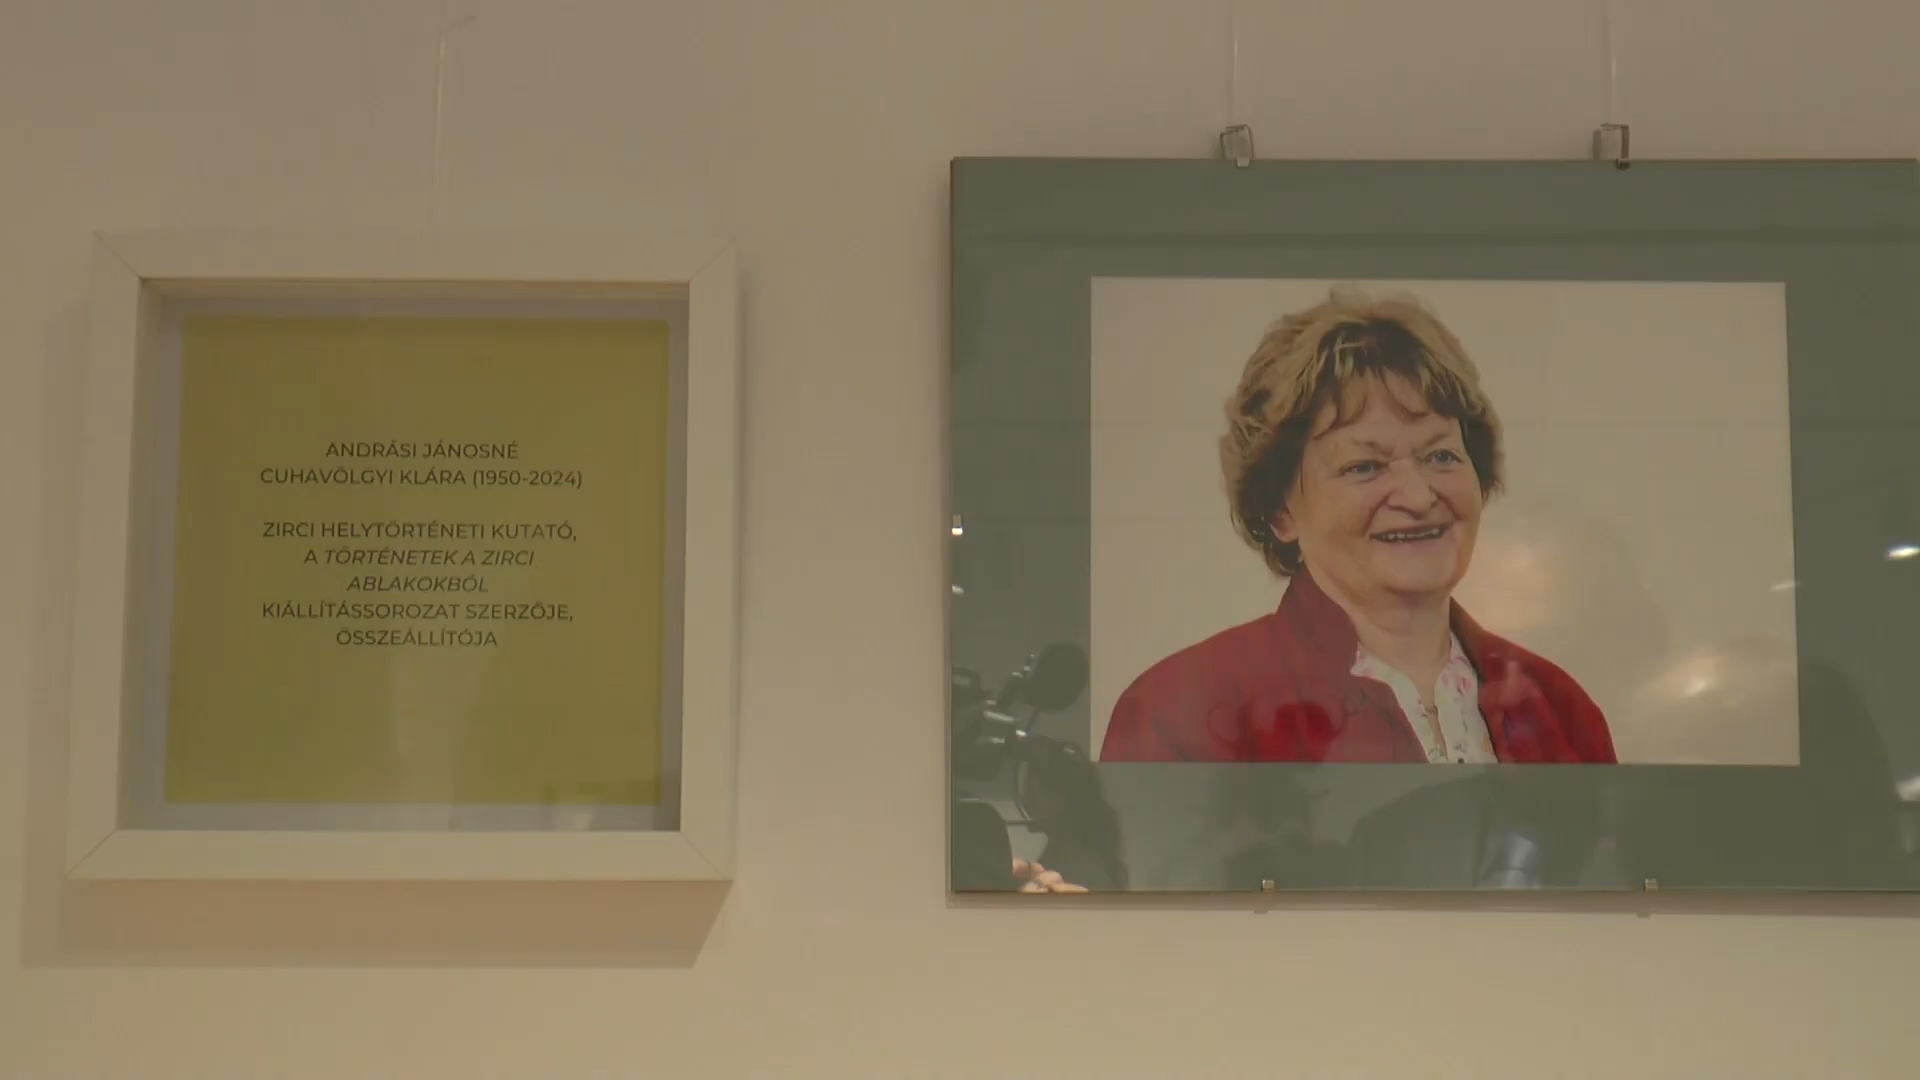 ANDRÁSI JÁNOSNÉ
CUHAVÖLGYI KLÁRA (1950-2024)
ZIRCI HELYTÖRTÉNETI KUTATÓ,
A TÖRTÉNETEK A ZIRCI
ABLAKOKBÓL
KIÁLLÍTÁSSOROZAT SZERZŐJE,
ÖSSZEÁLLÍTÓJA